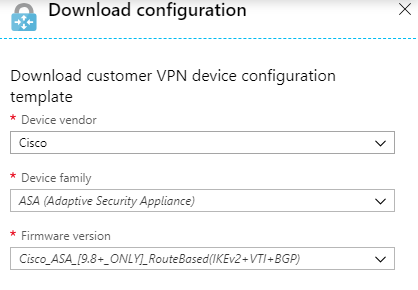 Download configuration
Download customer VPN device configuration
template
* Device vendor
Cisco
* Device family
ASA (Adaptive Security Appliance)
* Firmware version
Cisco_ASA_[9.8+_ONLY]_RouteBased(IKEv2+VTI+BGP)